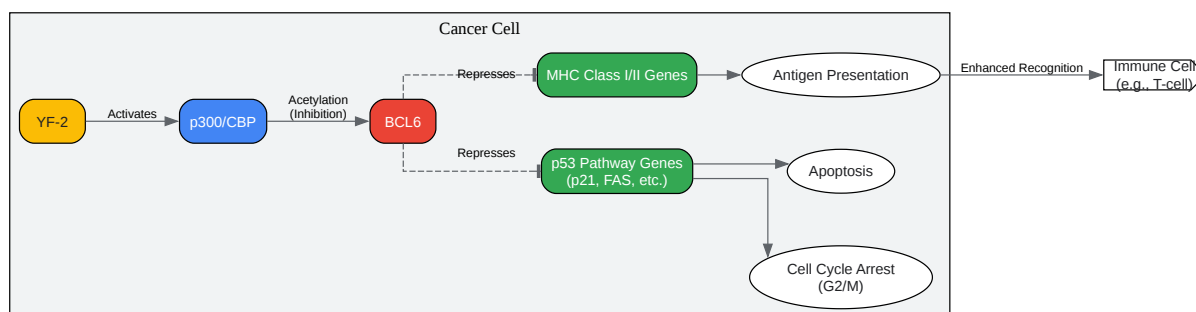 Cancer Cell
YF-2
Activates
p300/CBP
Acetylation
(Inhibition)
BCL6
Represses
MHC Class I/II Genes
Antigen Presentation
Enhanced Recognition
Immune Cell
(e.g., T-cell)
Represses
p53 Pathway Genes
(p21, FAS, etc.)
Apoptosis
Cell Cycle Arrest
(G2/M)